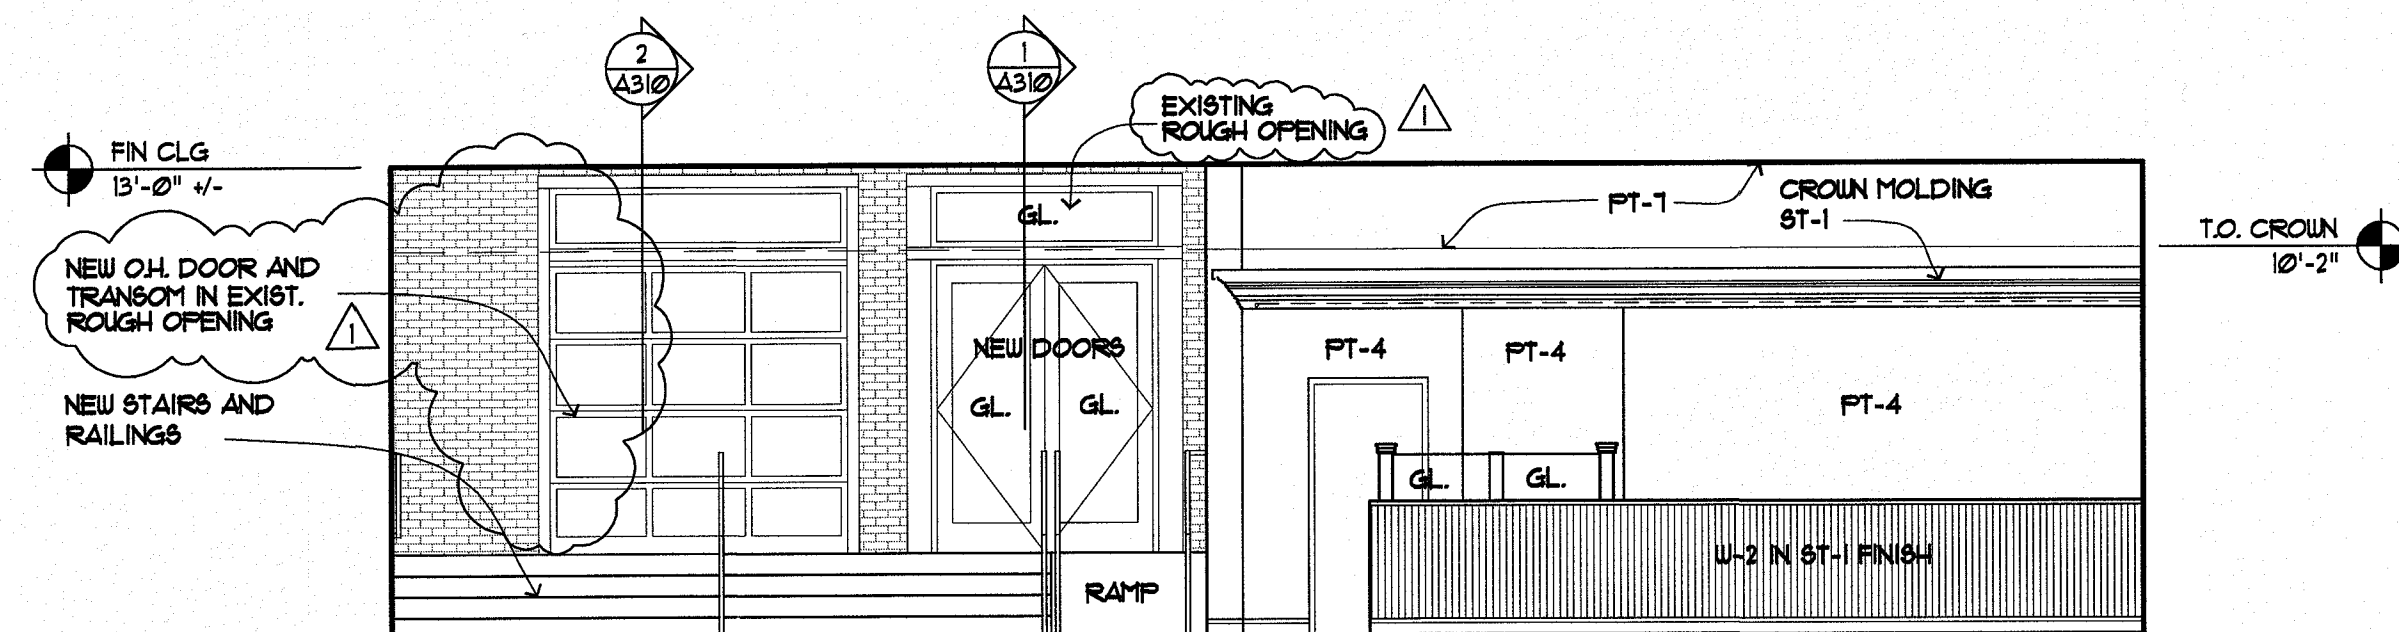 2
A310
1
A310
EXISTING
ROUGH OPENING
1
FIN CLG
13'-0" +/-
GL.
PT-7
CROWN MOLDING
ST-1
T.O. CROWN
10'-2"
NEW O.H. DOOR AND
TRANSOM IN EXIST.
ROUGH OPENING
1
NEW DOORS
PT-4
PT-4
PT-4
NEW STAIRS AND
RAILINGS
GL.
GL.
GL.
GL.
W-2 IN ST-1 FINISH
RAMP